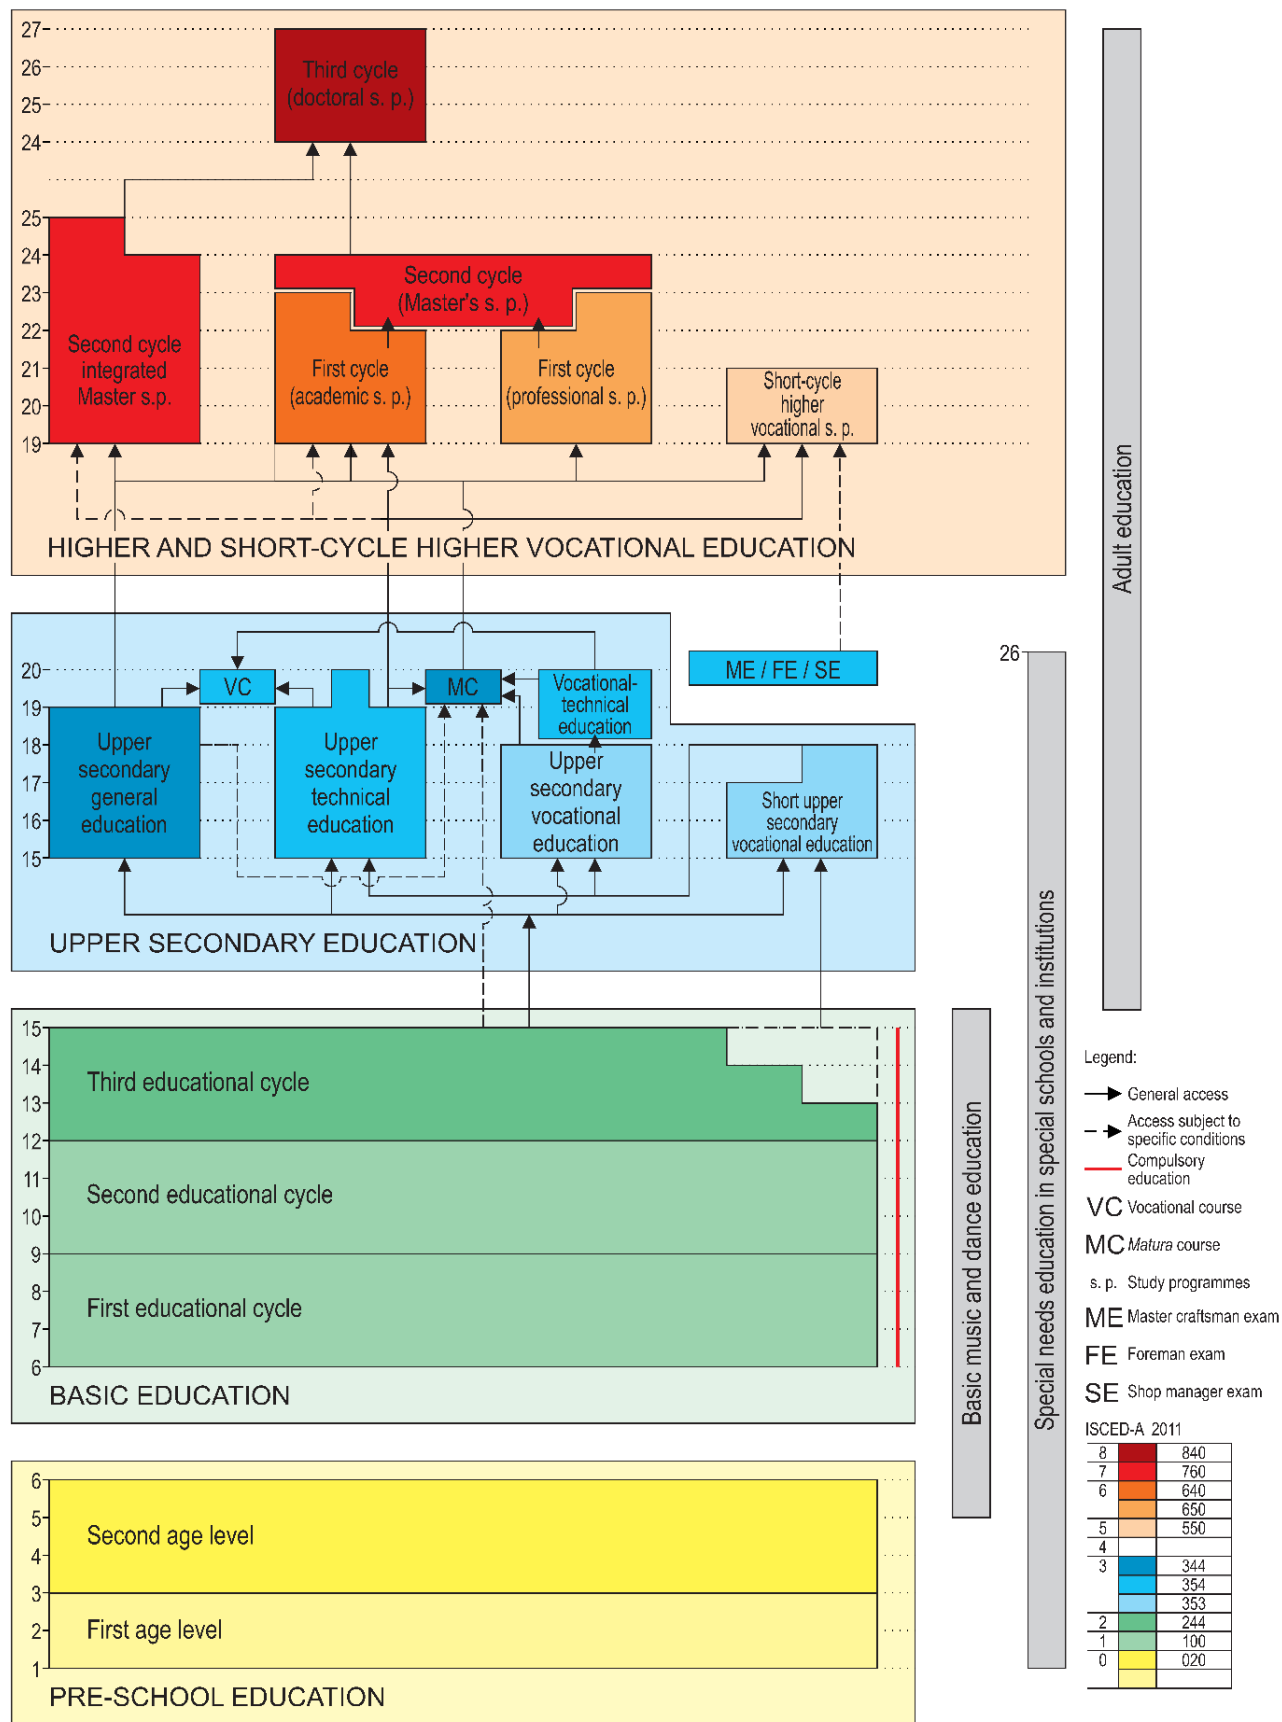 27
26
25
24
Third cycle
(doctoral s. p.)
25
24
23
22
21
20
19
Second cycle
integrated
Master s.p.
Second cycle
(Master's s. p.)
First cycle
(academic s. p.)
First cycle
(professional s. p.)
Short-cycle
higher
vocational s. p.
HIGHER AND SHORT-CYCLE HIGHER VOCATIONAL EDUCATION
20
19
18
17
16
15
VC
MC
Vocational-
technical
education
ME / FE / SE
Upper
secondary
general
education
Upper
secondary
technical
education
Upper
secondary
vocational
education
Short upper
secondary
vocational education
UPPER SECONDARY EDUCATION
15
14
13
12
11
10
9
8
7
6
Third educational cycle
Second educational cycle
First educational cycle
BASIC EDUCATION
6
5
4
3
2
1
Second age level
First age level
PRE-SCHOOL EDUCATION
Basic music and dance education
26
Special needs education in special schools and institutions
Adult education
Legend:
General access
Access subject to
specific conditions
Compulsory
education
VC Vocational course
MC Matura course
s. p. Study programmes
ME Master craftsman exam
FE Foreman exam
SE Shop manager exam
ISCED-A 2011
8 840
7 760
6 640
650
5 550
4
3 344
354
353
2 244
1 100
0 020